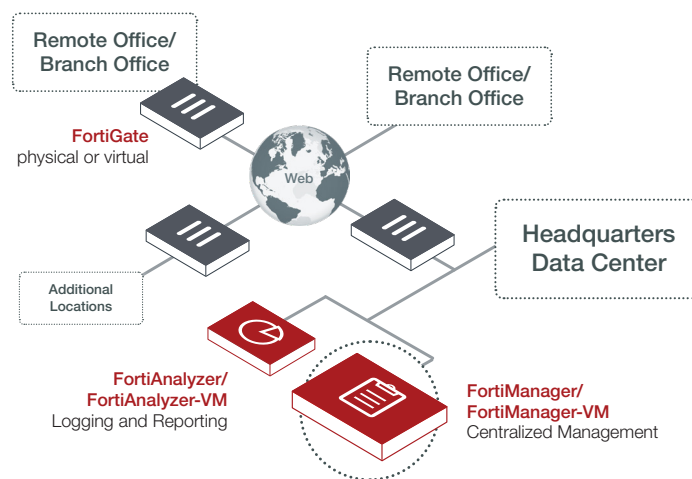 Remote Office/
Branch Office
Remote Office/
Branch Office
FortiGate
physical or virtual
Web
Headquarters
Data Center
Additional
Locations
FortiAnalyzer/
FortiAnalyzer-VM
Logging and Reporting
FortiManager/
FortiManager-VM
Centralized Management